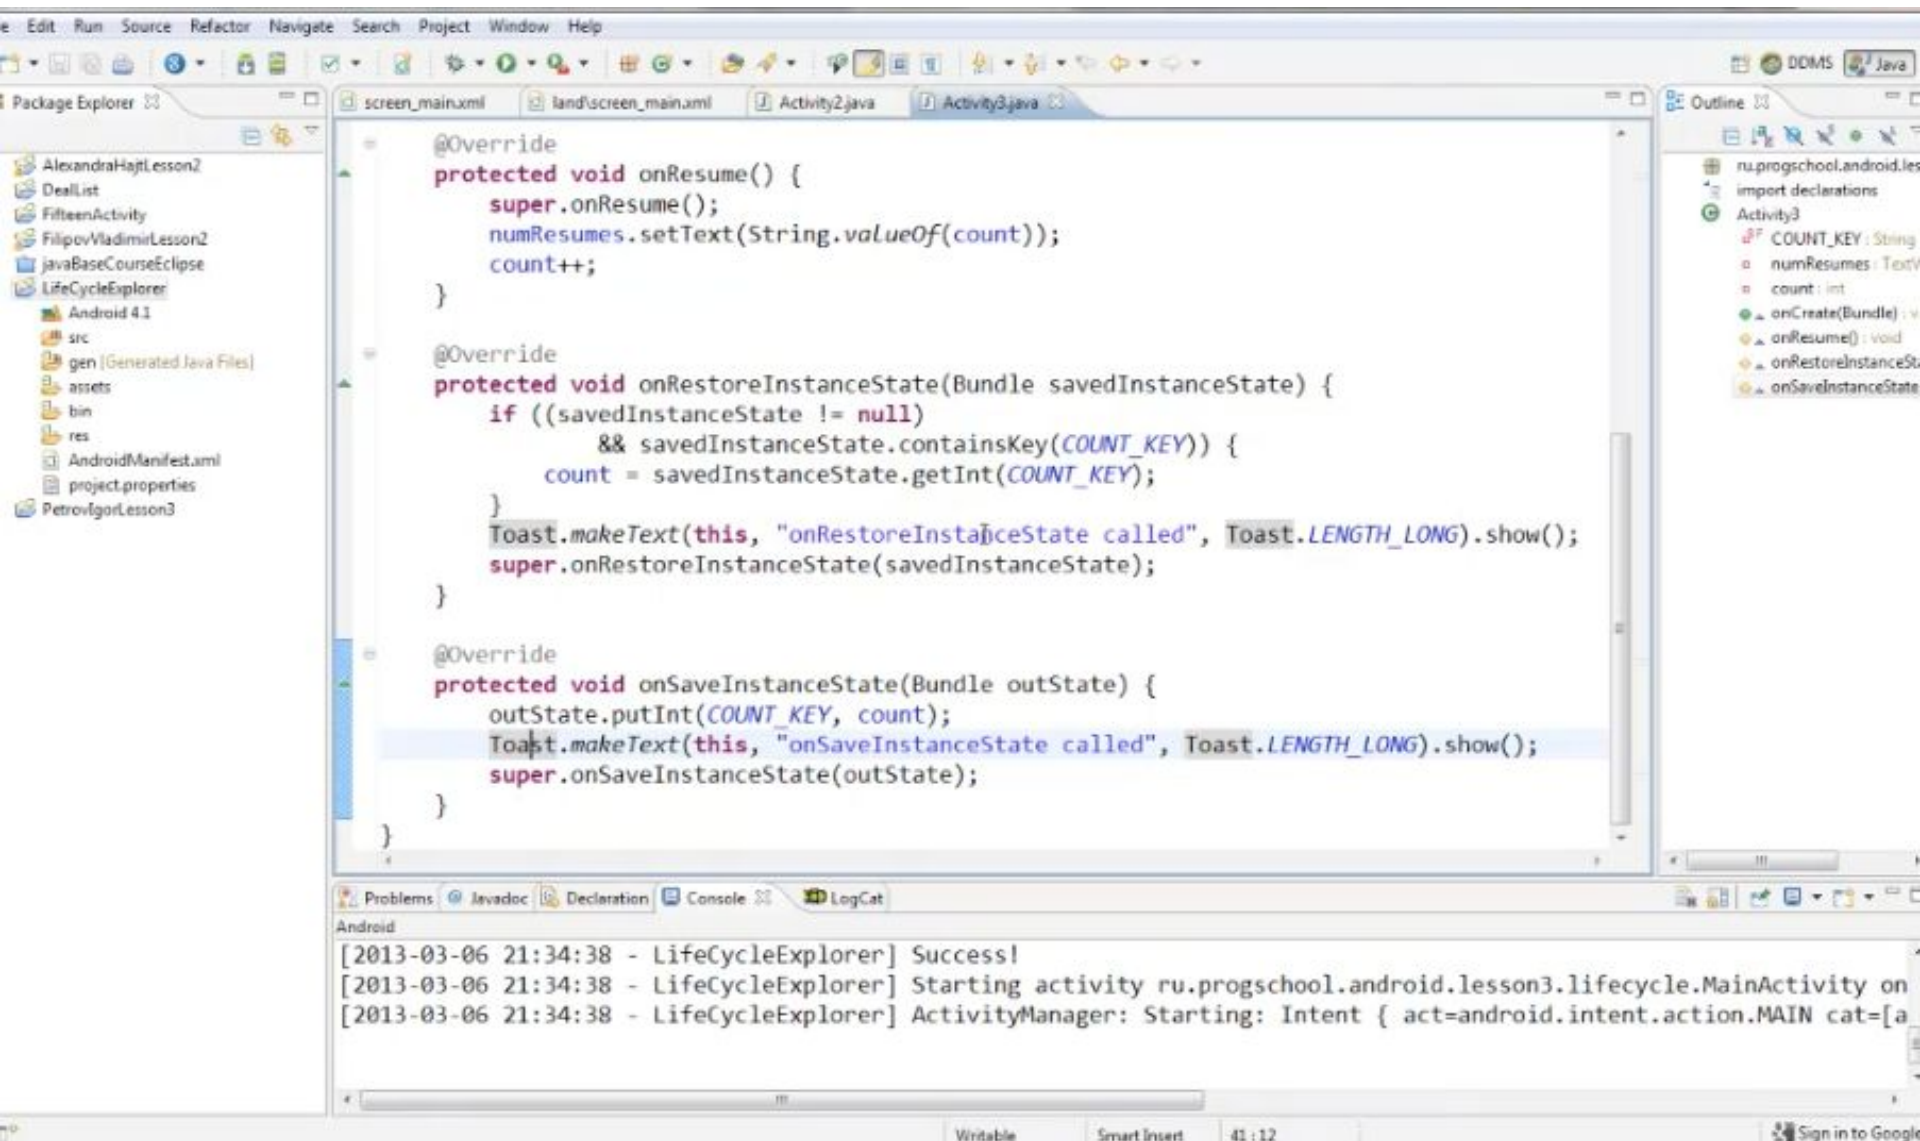 Edit Run Source Refactor Navigate Search Project Window Help
DDMS Java
Package Explorer
screen_main.xml land\screen_main.xml Activity2.java Activity3.java
Outline
AlexandraHajtLesson2
DealList
FifteenActivity
FilipovVladimirLesson2
javaBaseCourseEclipse
LifeCycleExplorer
Android 4.1
src
gen [Generated Java Files]
assets
bin
res
AndroidManifest.xml
project.properties
PetrovIgorLesson3
@Override
protected void onResume() {
super.onResume();
numResumes.setText(String.valueOf(count));
count++;
}
@Override
protected void onRestoreInstanceState(Bundle savedInstanceState) {
if ((savedInstanceState != null)
&& savedInstanceState.containsKey(COUNT_KEY)) {
count = savedInstanceState.getInt(COUNT_KEY);
}
Toast.makeText(this, "onRestoreInstanceState called", Toast.LENGTH_LONG).show();
super.onRestoreInstanceState(savedInstanceState);
}
@Override
protected void onSaveInstanceState(Bundle outState) {
outState.putInt(COUNT_KEY, count);
Toast.makeText(this, "onSaveInstanceState called", Toast.LENGTH_LONG).show();
super.onSaveInstanceState(outState);
}
}
ru.progschool.android.les
import declarations
Activity3
COUNT_KEY : String
numResumes : TextV
count : int
onCreate(Bundle) : v
onResume() : void
onRestoreInstanceSta
onSaveInstanceState
Problems @ Javadoc Declaration Console LogCat
Android
[2013-03-06 21:34:38 - LifeCycleExplorer] Success!
[2013-03-06 21:34:38 - LifeCycleExplorer] Starting activity ru.progschool.android.lesson3.lifecycle.MainActivity on
[2013-03-06 21:34:38 - LifeCycleExplorer] ActivityManager: Starting: Intent { act=android.intent.action.MAIN cat=[a
Writable Smart Insert 41 : 12
Sign in to Google